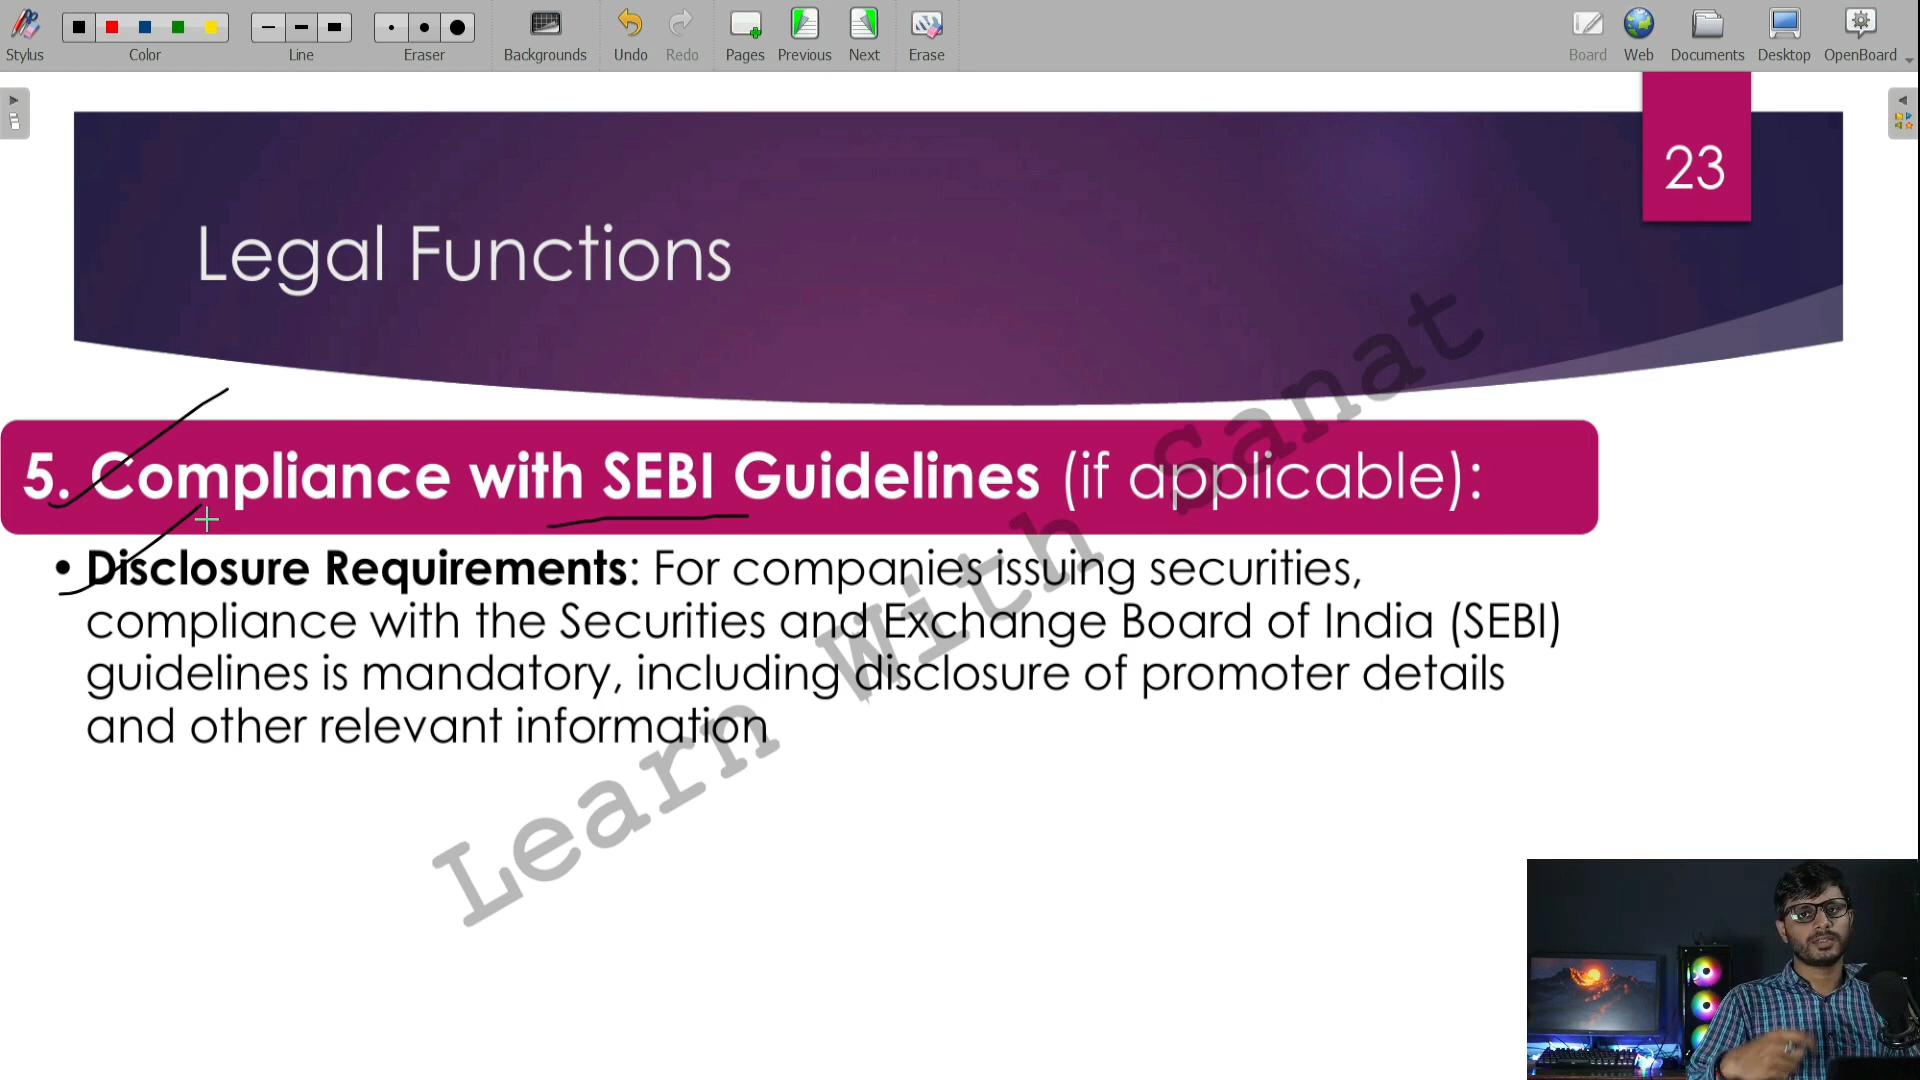 Stylus
Color
Line
Eraser
Backgrounds
Undo
Redo
Pages
Previous
Next
Erase
Board
Web
Documents
Desktop
OpenBoard
23
Legal Functions
5. Compliance with SEBI Guidelines (if applicable):
• Disclosure Requirements: For companies issuing securities,
compliance with the Securities and Exchange Board of India (SEBI)
guidelines is mandatory, including disclosure of promoter details
and other relevant information
Learn With Sanat